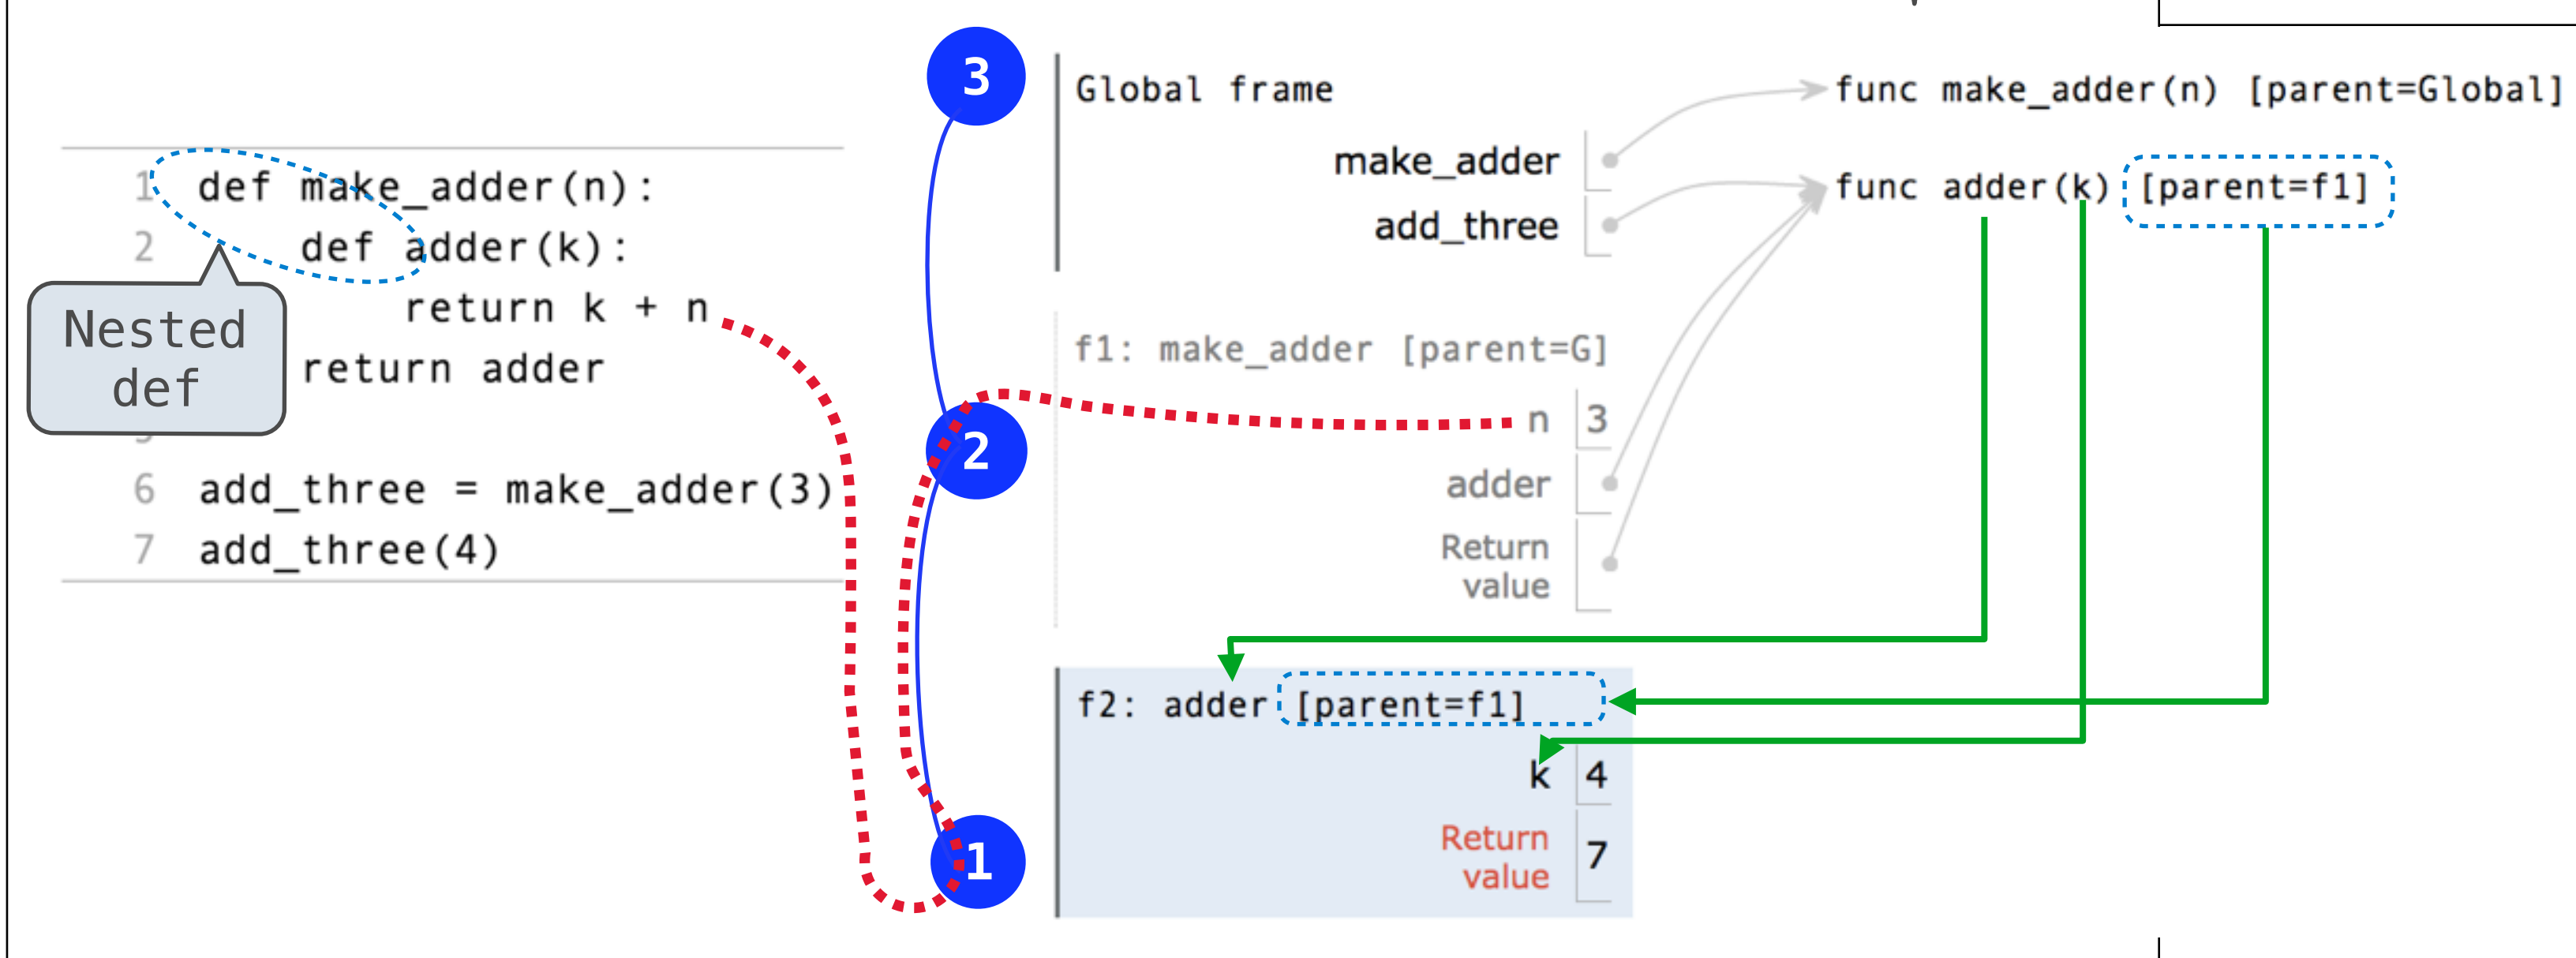 3
Global frame
func make_adder(n) [parent=Global]
make_adder
add_three
func adder(k) [parent=f1]
1 def make_adder(n):
2 def adder(k):
return k + n
return adder
Nested
def
6 add_three = make_adder(3)
7 add_three(4)
f1: make_adder [parent=G]
2
n 3
adder
Return
value
f2: adder [parent=f1]
k 4
1
Return
value 7